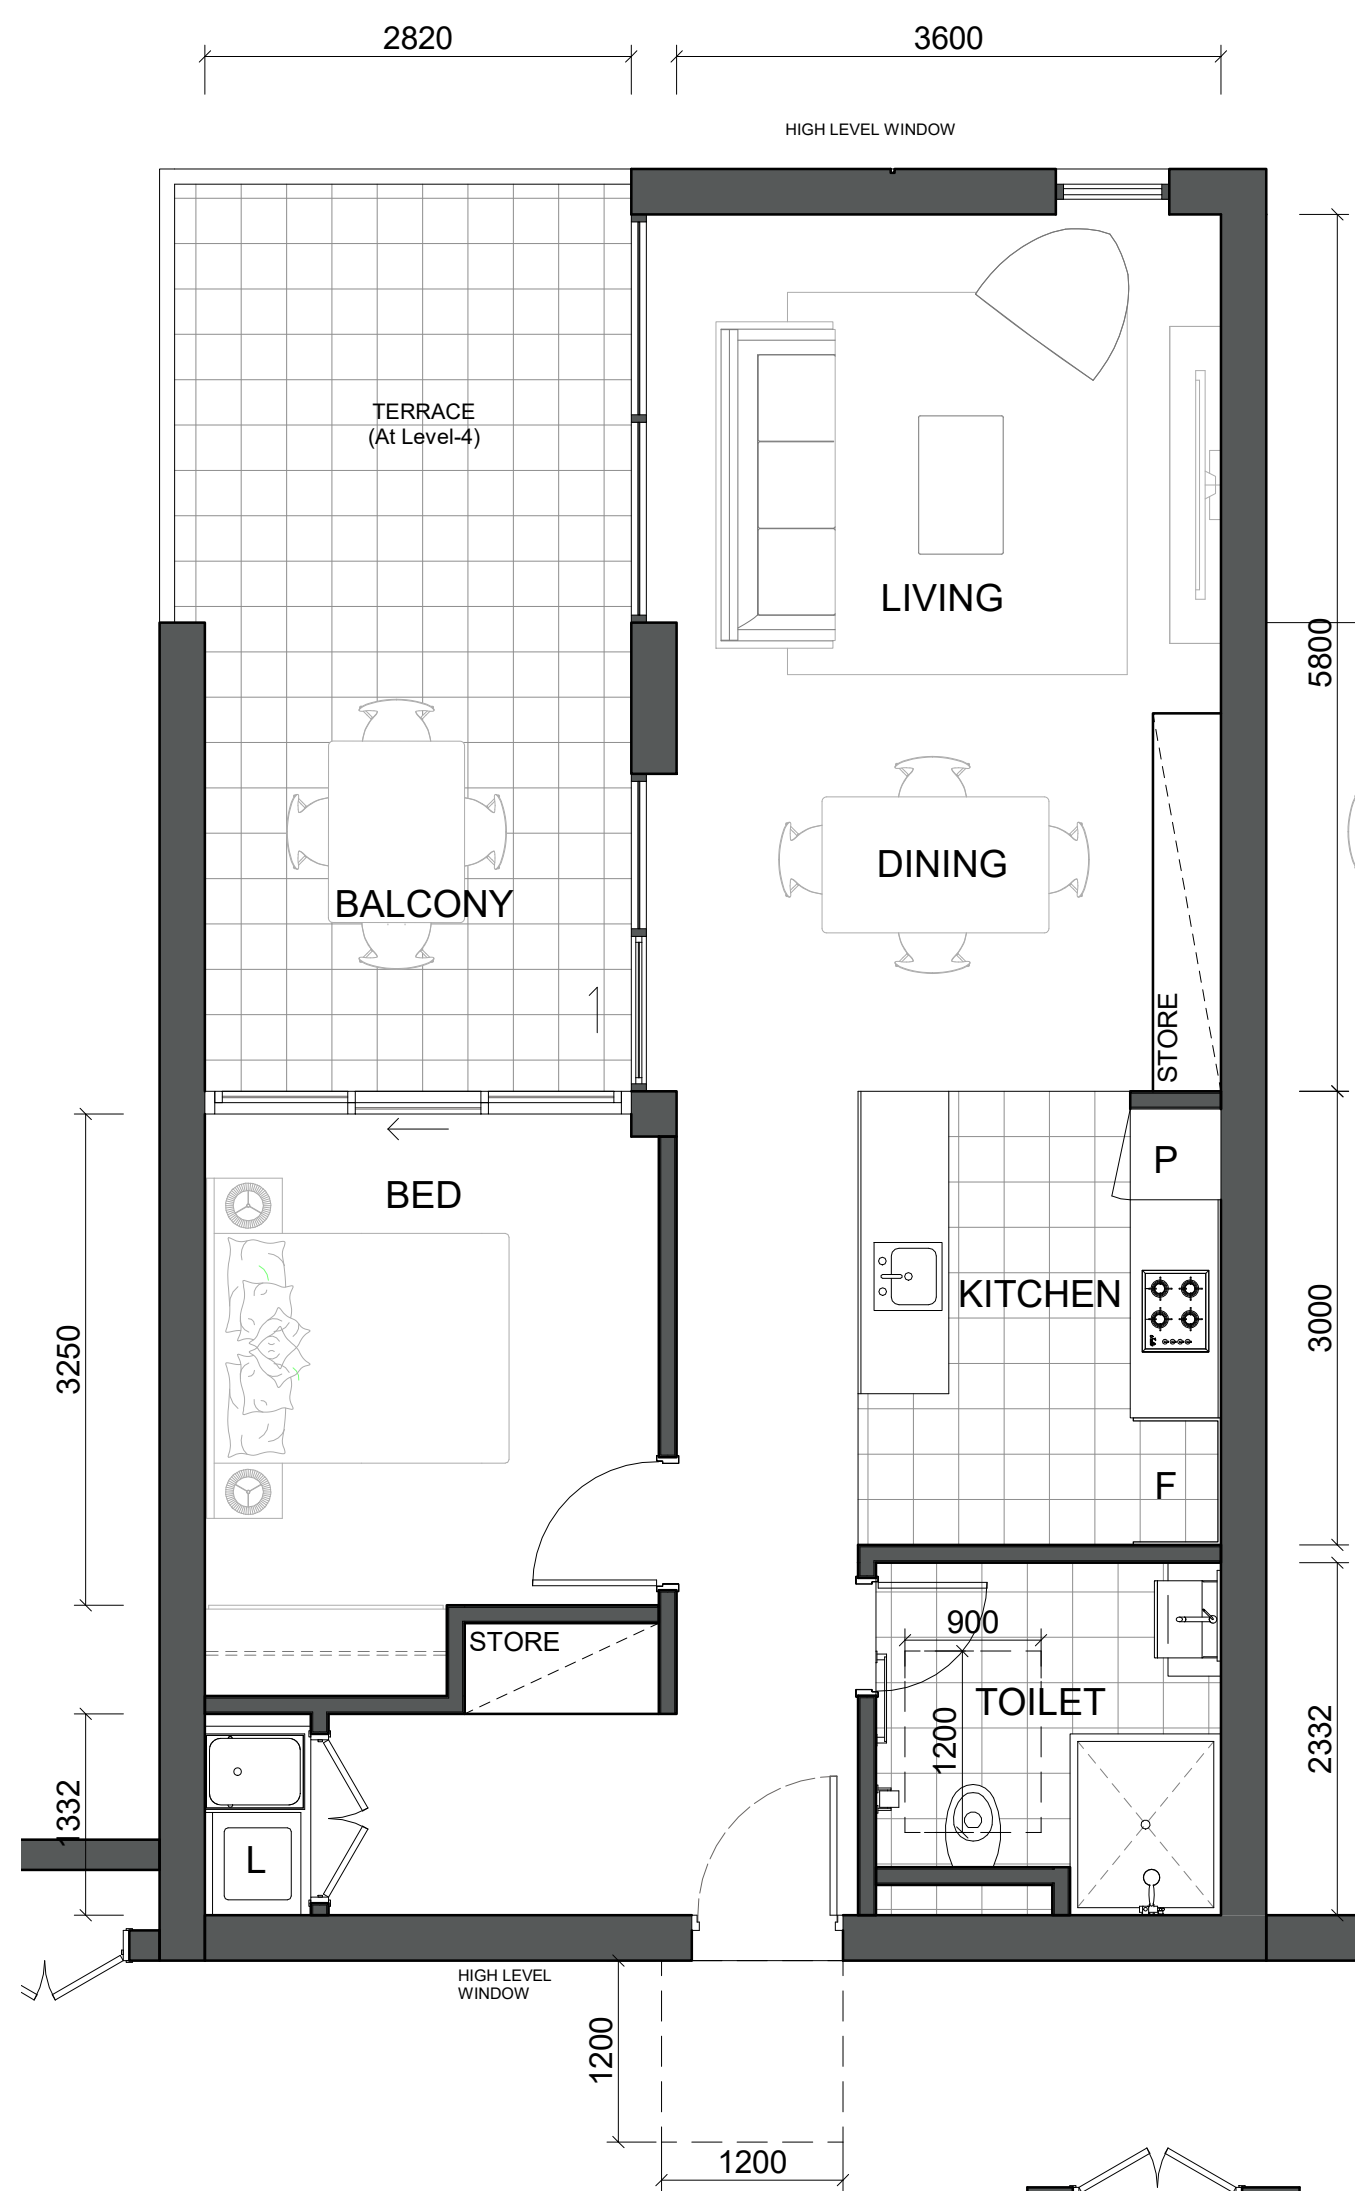 2820
3600
HIGH LEVEL WINDOW
TERRACE
(At Level-4)
LIVING
5800
DINING
BALCONY
STORE
P
BED
KITCHEN
3250
3000
F
STORE
900
TOILET
1200
2332
1332
L
HIGH LEVEL
WINDOW
1200
1200